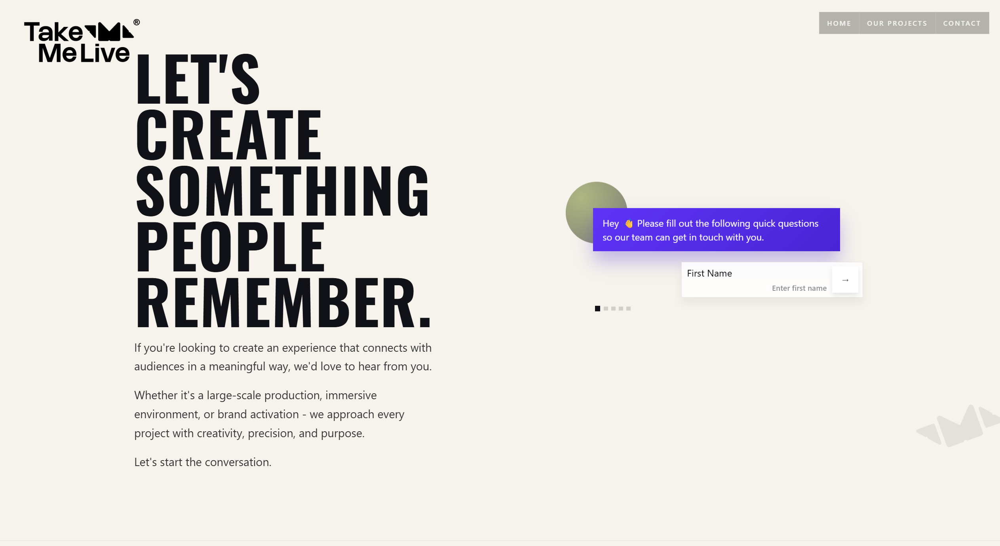 Take
Me Live
®
HOME
OUR PROJECTS
CONTACT
LET'S
CREATE
SOMETHING
PEOPLE
REMEMBER.
If you're looking to create an experience that connects with
audiences in a meaningful way, we'd love to hear from you.
Whether it's a large-scale production, immersive
environment, or brand activation - we approach every
project with creativity, precision, and purpose.
Let's start the conversation.
Hey 👋 Please fill out the following quick questions
so our team can get in touch with you.
First Name
Enter first name
→